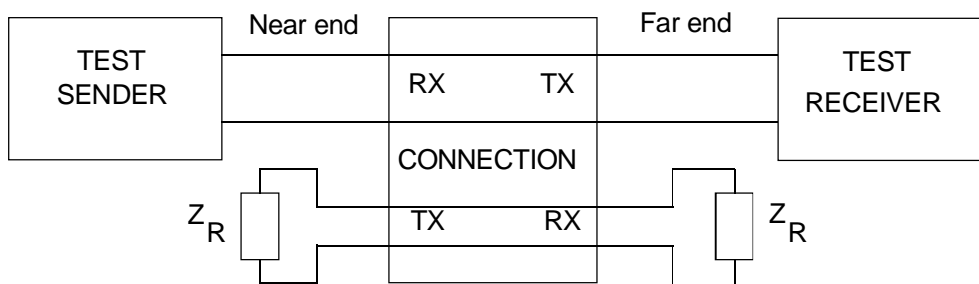 Near end
Far end
TEST
SENDER
RX
TX
TEST
RECEIVER
CONNECTION
Z R
TX
RX
Z R